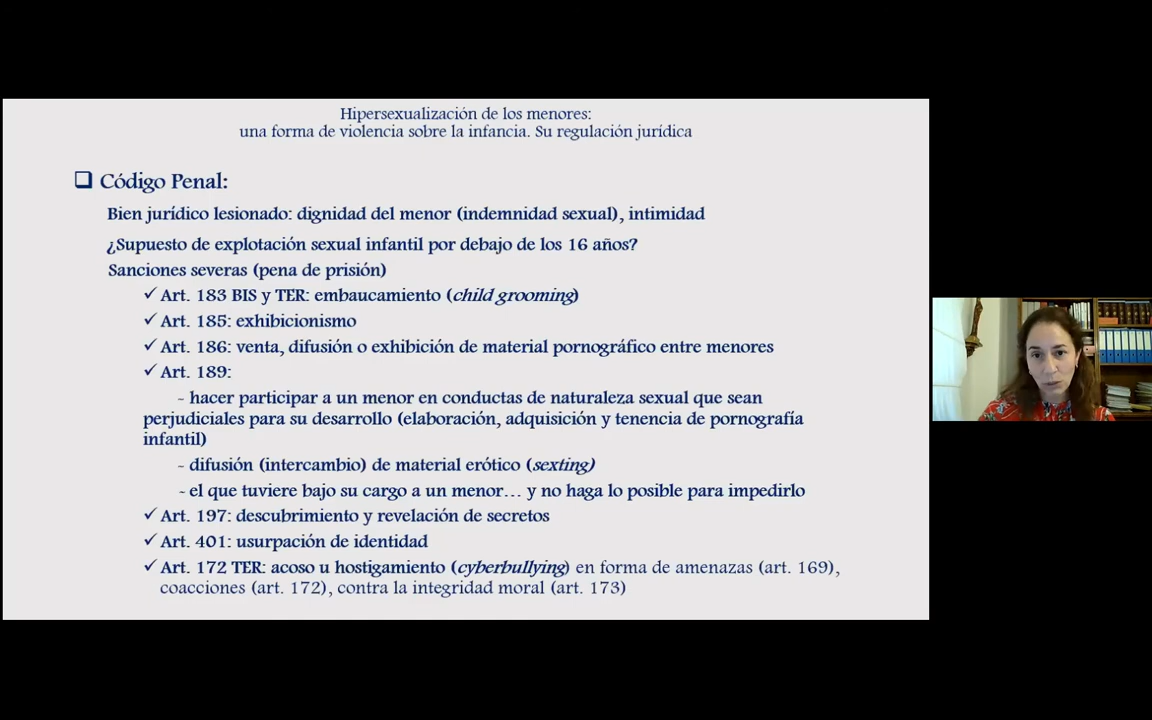 Hipersexualización de los menores:
una forma de violencia sobre la infancia. Su regulación jurídica
❑ Código Penal:
Bien jurídico lesionado: dignidad del menor (indemnidad sexual), intimidad
¿Supuesto de explotación sexual infantil por debajo de los 16 años?
Sanciones severas (pena de prisión)
✓Art. 183 BIS y TER: embaucamiento (child grooming)
✓Art. 185: exhibicionismo
✓Art. 186: venta, difusión o exhibición de material pornográfico entre menores
✓Art. 189:
- hacer participar a un menor en conductas de naturaleza sexual que sean
perjudiciales para su desarrollo (elaboración, adquisición y tenencia de pornografía
infantil)
- difusión (intercambio) de material erótico (sexting)
- el que tuviere bajo su cargo a un menor… y no haga lo posible para impedirlo
✓Art. 197: descubrimiento y revelación de secretos
✓Art. 401: usurpación de identidad
✓Art. 172 TER: acoso u hostigamiento (cyberbullying) en forma de amenazas (art. 169),
coacciones (art. 172), contra la integridad moral (art. 173)